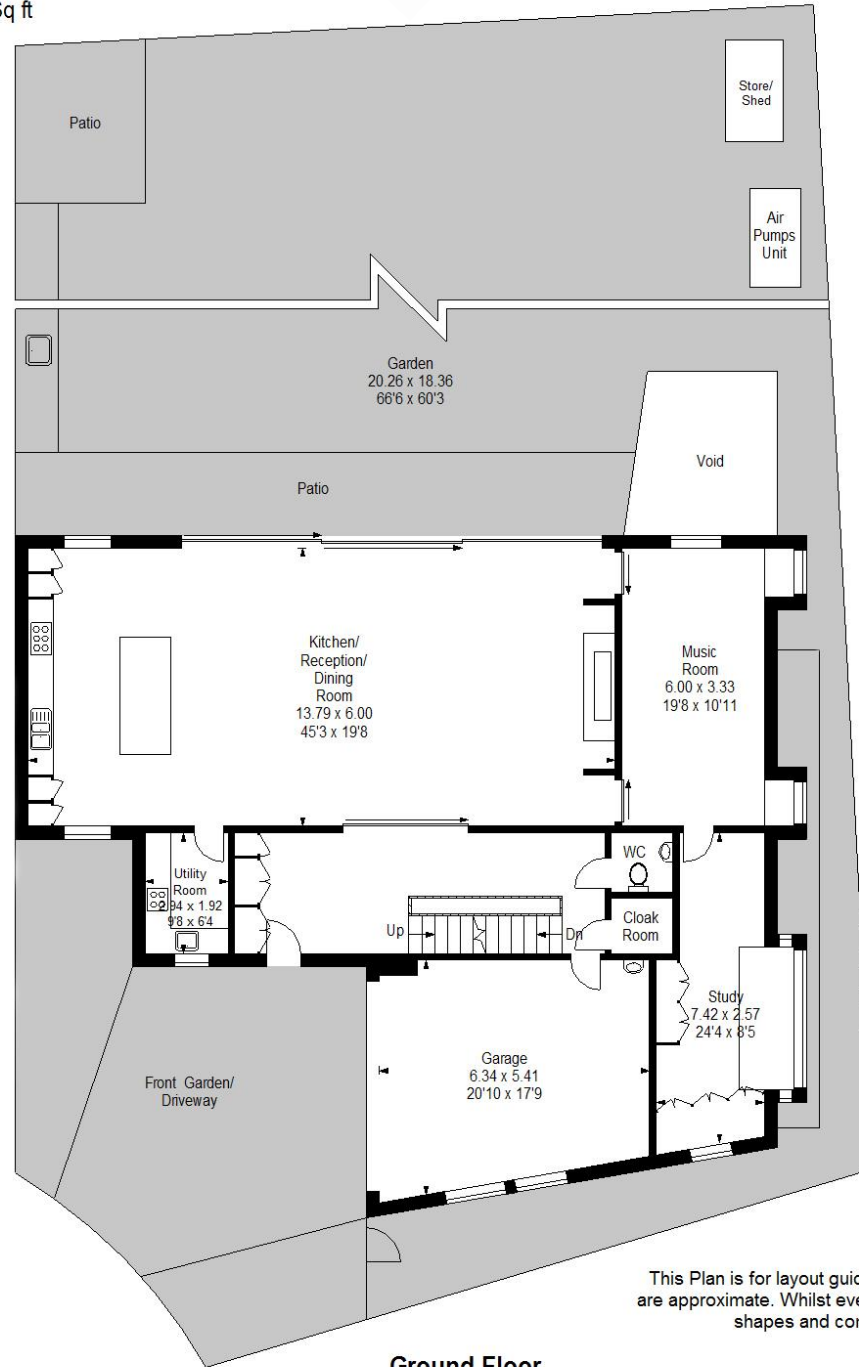 Sq ft
Patio
Store/
Shed
Air
Pumps
Unit
Garden
20.26 x 18.36
66'6 x 60'3
Void
Patio
Kitchen/
Reception/
Dining
Room
13.79 x 6.00
45'3 x 19'8
Music
Room
6.00 x 3.33
19'8 x 10'11
Utility
Room
2.94 x 1.92
9'8 x 6'4
WC
Cloak
Room
Up
Dn
Study
7.42 x 2.57
24'4 x 8'5
Garage
6.34 x 5.41
20'10 x 17'9
Front Garden/
Driveway
This Plan is for layout guid
are approximate. Whilst eve
shapes and con
Ground Floor